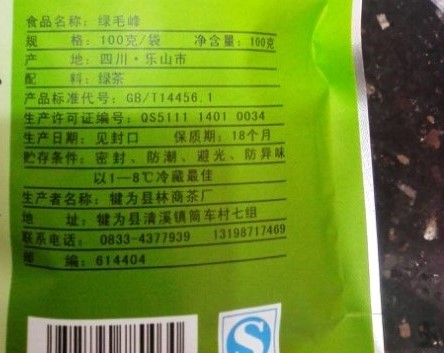 食品名称：绿毛峰
规　格：100克/袋　净含量：100克
产　地：四川·乐山市
配　料：绿茶
产品标准代号：GB/T14456.1
生产许可证编号：QS5111 1401 0034
生产日期：见封口　保质期：18个月
贮存条件：密封、防潮、避光、防异味
以1—8℃冷藏最佳
生产者名称：犍为县林商茶厂
地　址：犍为县清溪镇筒车村七组
联系电话：0833-4377939　13198717469
邮　编：614404
S